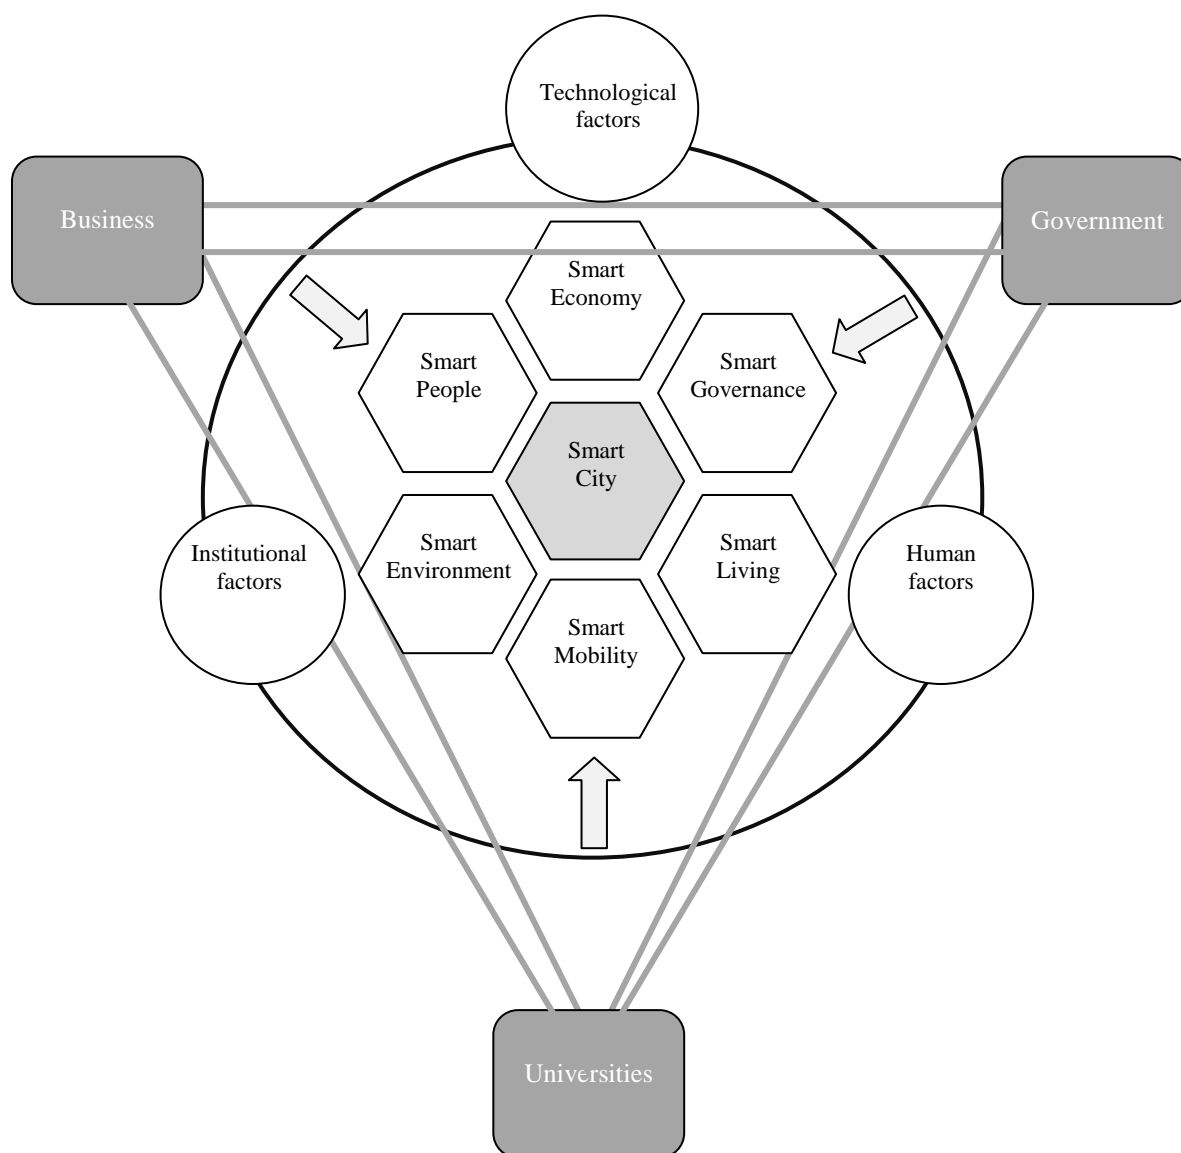 Technological
factors
Business
Government
Smart
Economy
Smart
People
Smart
Governance
Smart
City
Institutional
factors
Smart
Environment
Smart
Living
Human
factors
Smart
Mobility
Universities